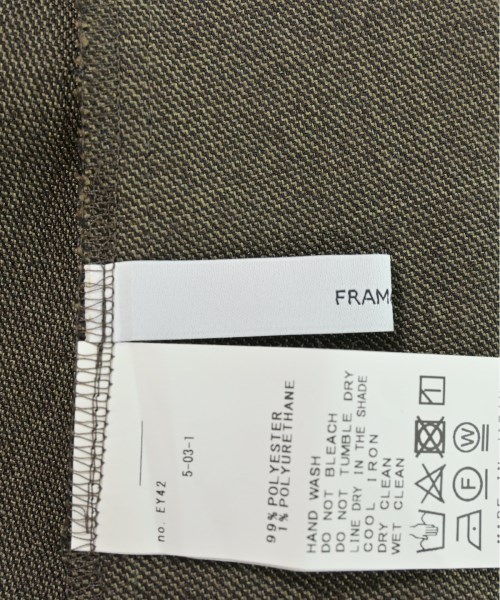 FRAM
no. EY42
5-03-1
99% POLYESTER
1% POLYURETHANE
HAND WASH
DO NOT BLEACH
DO NOT TUMBLE DRY
LINE DRY IN THE SHADE
COOL IRON
DRY CLEAN
WET CLEAN
F
W